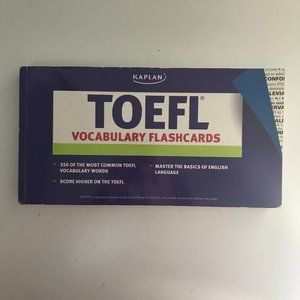 KAPLAN
TOEFL®
VOCABULARY FLASHCARDS
• 350 OF THE MOST COMMON TOEFL
VOCABULARY WORDS
• SCORE HIGHER ON THE TOEFL
• MASTER THE BASICS OF ENGLISH
LANGUAGE